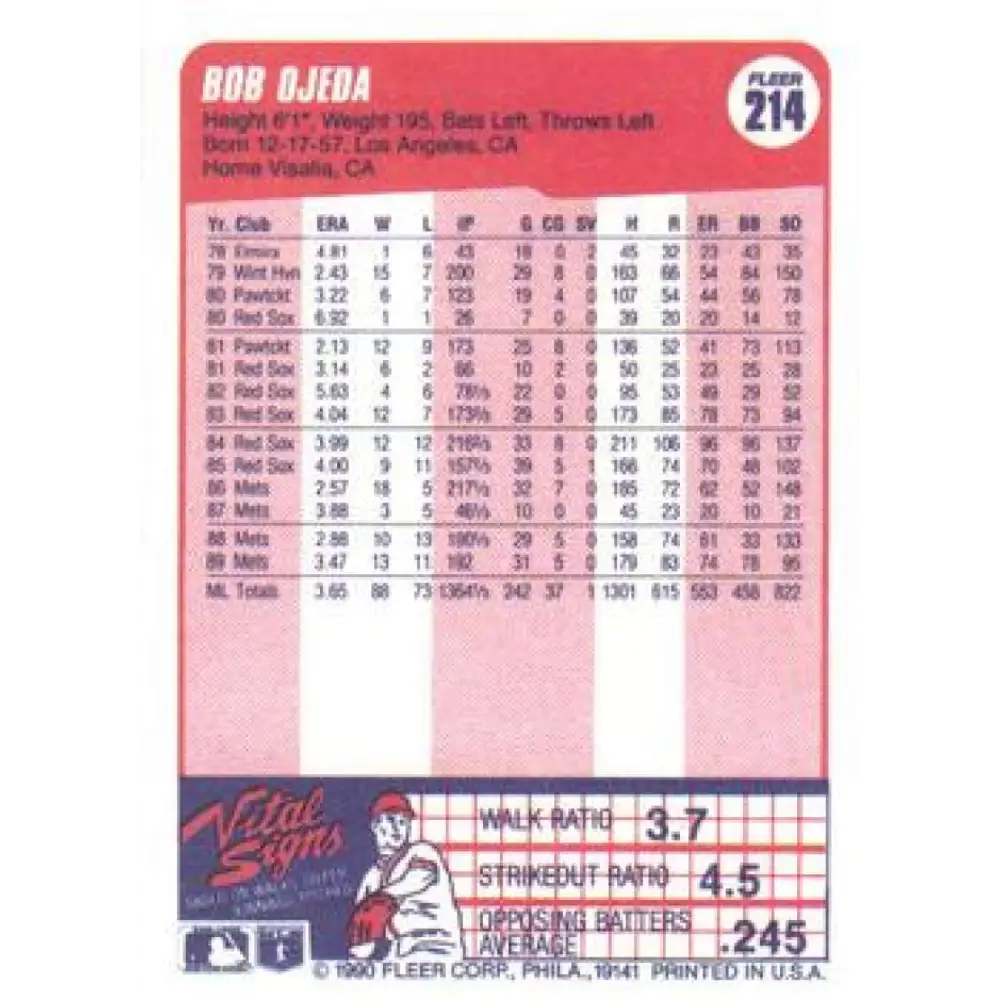 BOB OJEDA
FLEER
214
Height 6'1", Weight 195, Bats Left, Throws Left
Born 12-17-57, Los Angeles, CA
Home Visalia, CA
Yr. Club ERA W L IP G CG SV H R ER BB SO
78 Elmira 4.81 1 6 43 18 0 2 45 32 23 43 35
79 Wint Hvn 2.43 15 7 200 29 8 0 163 66 54 84 150
80 Pawtckt 3.22 6 7 123 19 4 0 107 54 44 56 78
80 Red Sox 6.92 1 1 26 7 0 0 39 20 20 14 12
81 Pawtckt 2.13 12 9 173 25 8 0 136 52 41 73 113
81 Red Sox 3.14 6 2 66 10 2 0 50 25 23 25 28
82 Red Sox 5.63 4 6 78⅓ 22 0 0 95 53 49 29 52
83 Red Sox 4.04 12 7 173⅔ 29 5 0 173 85 78 73 94
84 Red Sox 3.99 12 12 216⅔ 33 8 0 211 106 96 96 137
85 Red Sox 4.00 9 11 157⅔ 39 5 1 166 74 70 48 102
86 Mets 2.57 18 5 217⅓ 32 7 0 185 72 62 52 148
87 Mets 3.88 3 5 46⅓ 10 0 0 45 23 20 10 21
88 Mets 2.88 10 13 190⅓ 29 5 0 158 74 61 33 133
89 Mets 3.47 13 11 192 31 5 0 179 83 74 78 95
ML Totals 3.65 88 73 1364⅓ 242 37 1 1301 615 553 458 822
Vital
Signs
WALK RATIO 3.7
STRIKEOUT RATIO 4.5
OPPOSING BATTERS
AVERAGE .245
© 1990 FLEER CORP., PHILA., 19141 PRINTED IN U.S.A.